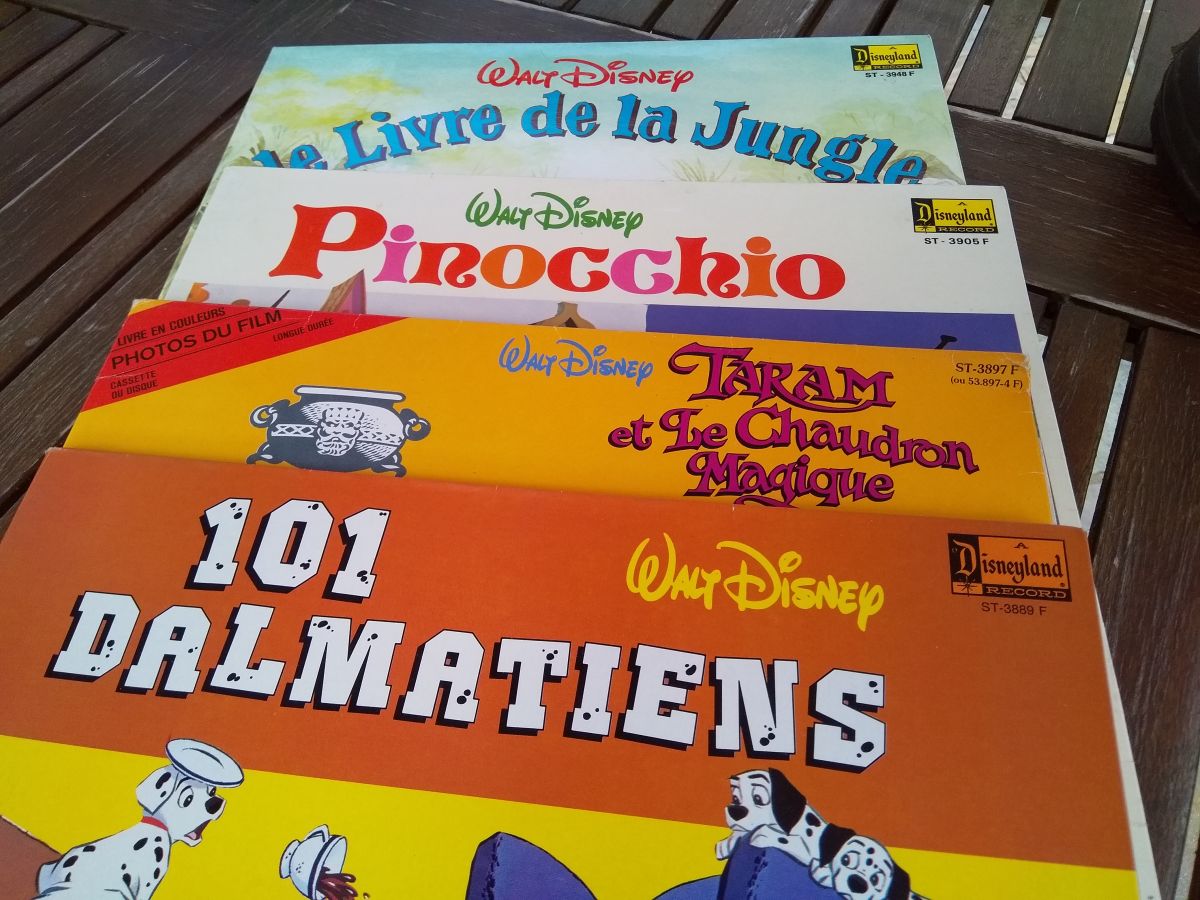 WALT DISNEY
Disneyland
RECORD
ST - 3948 F
le Livre de la Jungle
WALT DISNEY
Disneyland
RECORD
ST - 3905 F
Pinocchio
LIVRE EN COULEURS
PHOTOS DU FILM
LONGUE DURÉE
CASSETTE
OU DISQUE
WALT DISNEY
TARAM
et Le Chaudron
Magique
ST-3897 F
(ou 53.897-4 F)
101
DALMATIENS
WALT DISNEY
Disneyland
RECORD
ST-3889 F